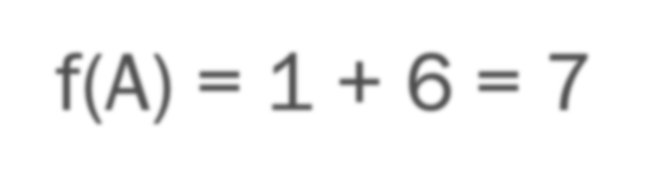 f(A) = 1 + 6 = 7